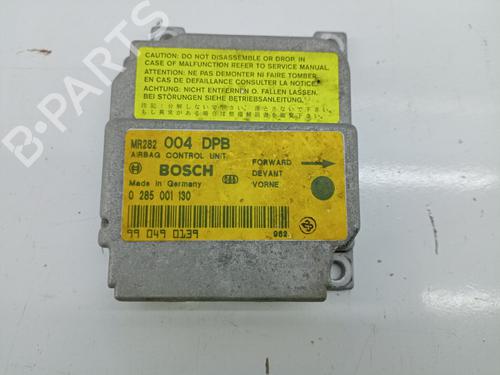 CAUTION: DO NOT DISASSEMBLE OR DROP IN
CASE OF MALFUNCTION REFER TO SERVICE MANUAL.
ATTENTION: NE PAS DEMONTER NI FAIRE TOMBER
EN CAS DE DEFAILLANCE CONSULTER LA NOTICE.
ACHTUNG: NICHT ENTFERNEN O. FALLEN LASSEN,
BEI STÖRUNGEN SIEHE BETRIEBSANLEITUNG.
MR282 004 DPB
AIRBAG CONTROL UNIT
FORWARD
BOSCH
DEVANT
Made in Germany
VORNE
0 285 001 130
99 049 0139
982
B PARTS